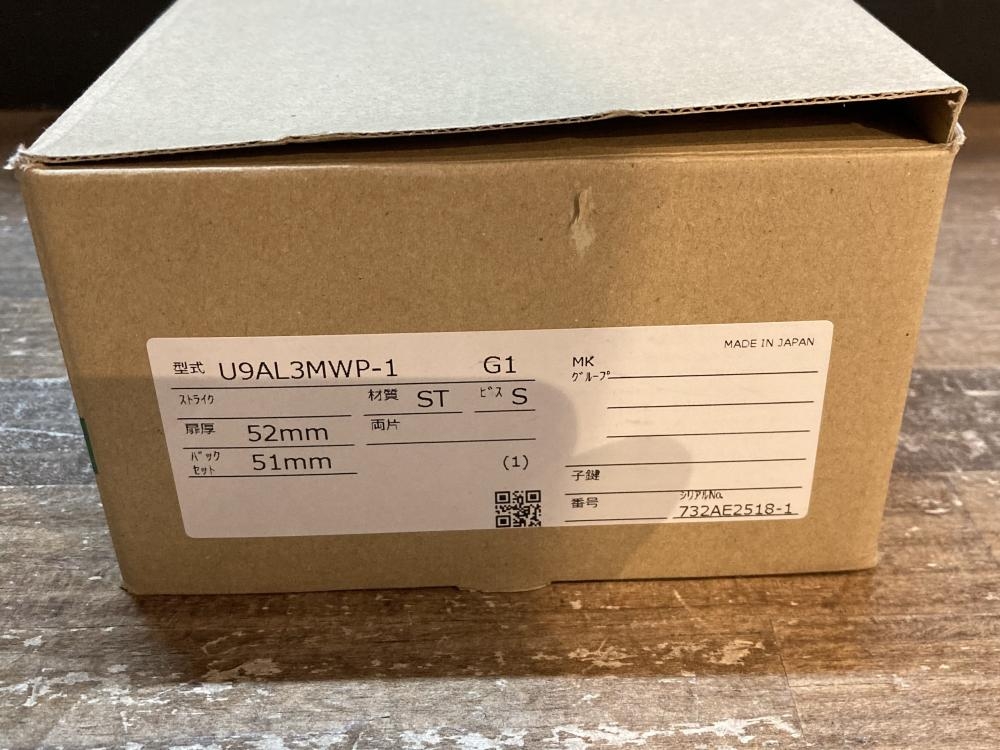 型式 U9AL3MWP-1 G1
ストライク 材質 ST ビス S
扉厚 52mm 両片
バックセット 51mm (1)
MADE IN JAPAN
MK
グループ
子鍵
番号 シリアルNo.
732AE2518-1